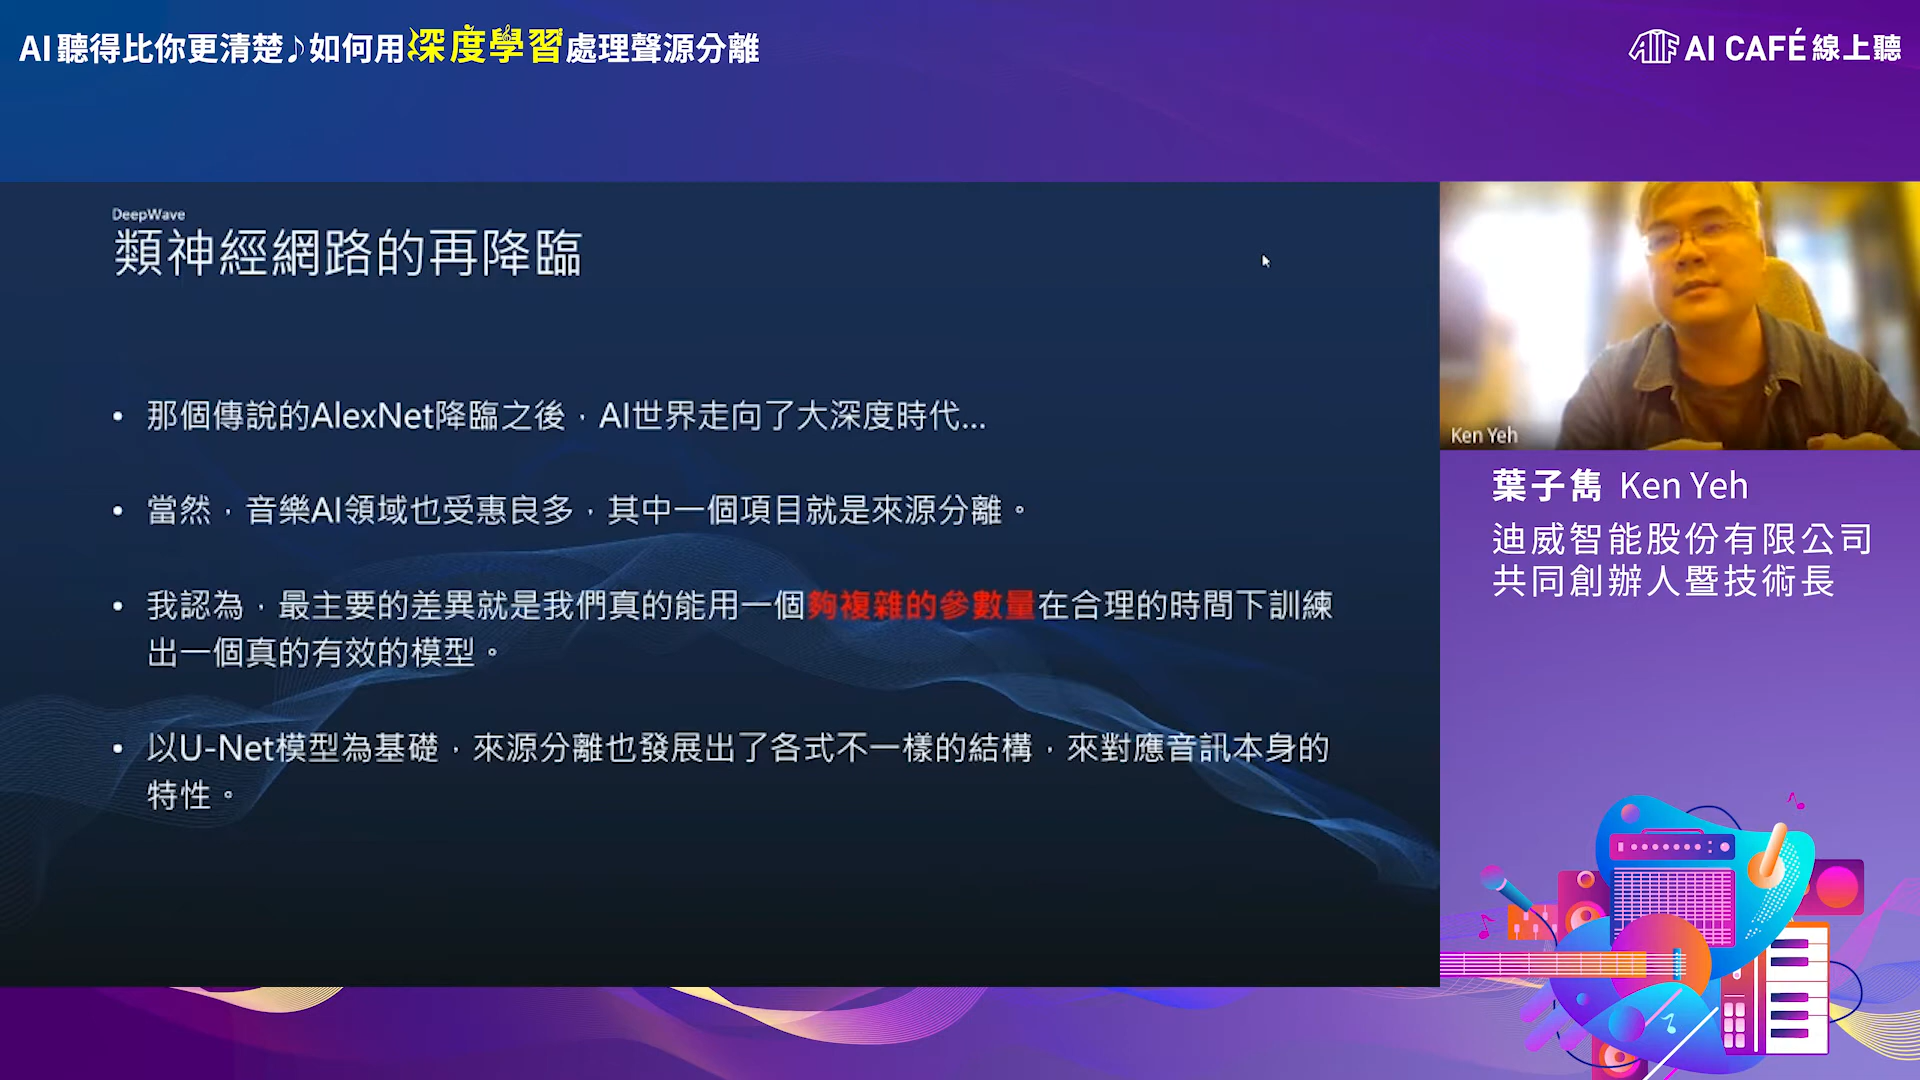 AI聽得比你更清楚♪如何用深度學習處理聲源分離
AIF AI CAFÉ 線上聽
DeepWave
類神經網路的再降臨
• 那個傳說的AlexNet降臨之後，AI世界走向了大深度時代...
• 當然，音樂AI領域也受惠良多，其中一個項目就是來源分離。
• 我認為，最主要的差異就是我們真的能用一個夠複雜的參數量在合理的時間下訓練
出一個真的有效的模型。
• 以U-Net模型為基礎，來源分離也發展出了各式不一樣的結構，來對應音訊本身的
特性。
Ken Yeh
葉子雋 Ken Yeh
迪威智能股份有限公司
共同創辦人暨技術長